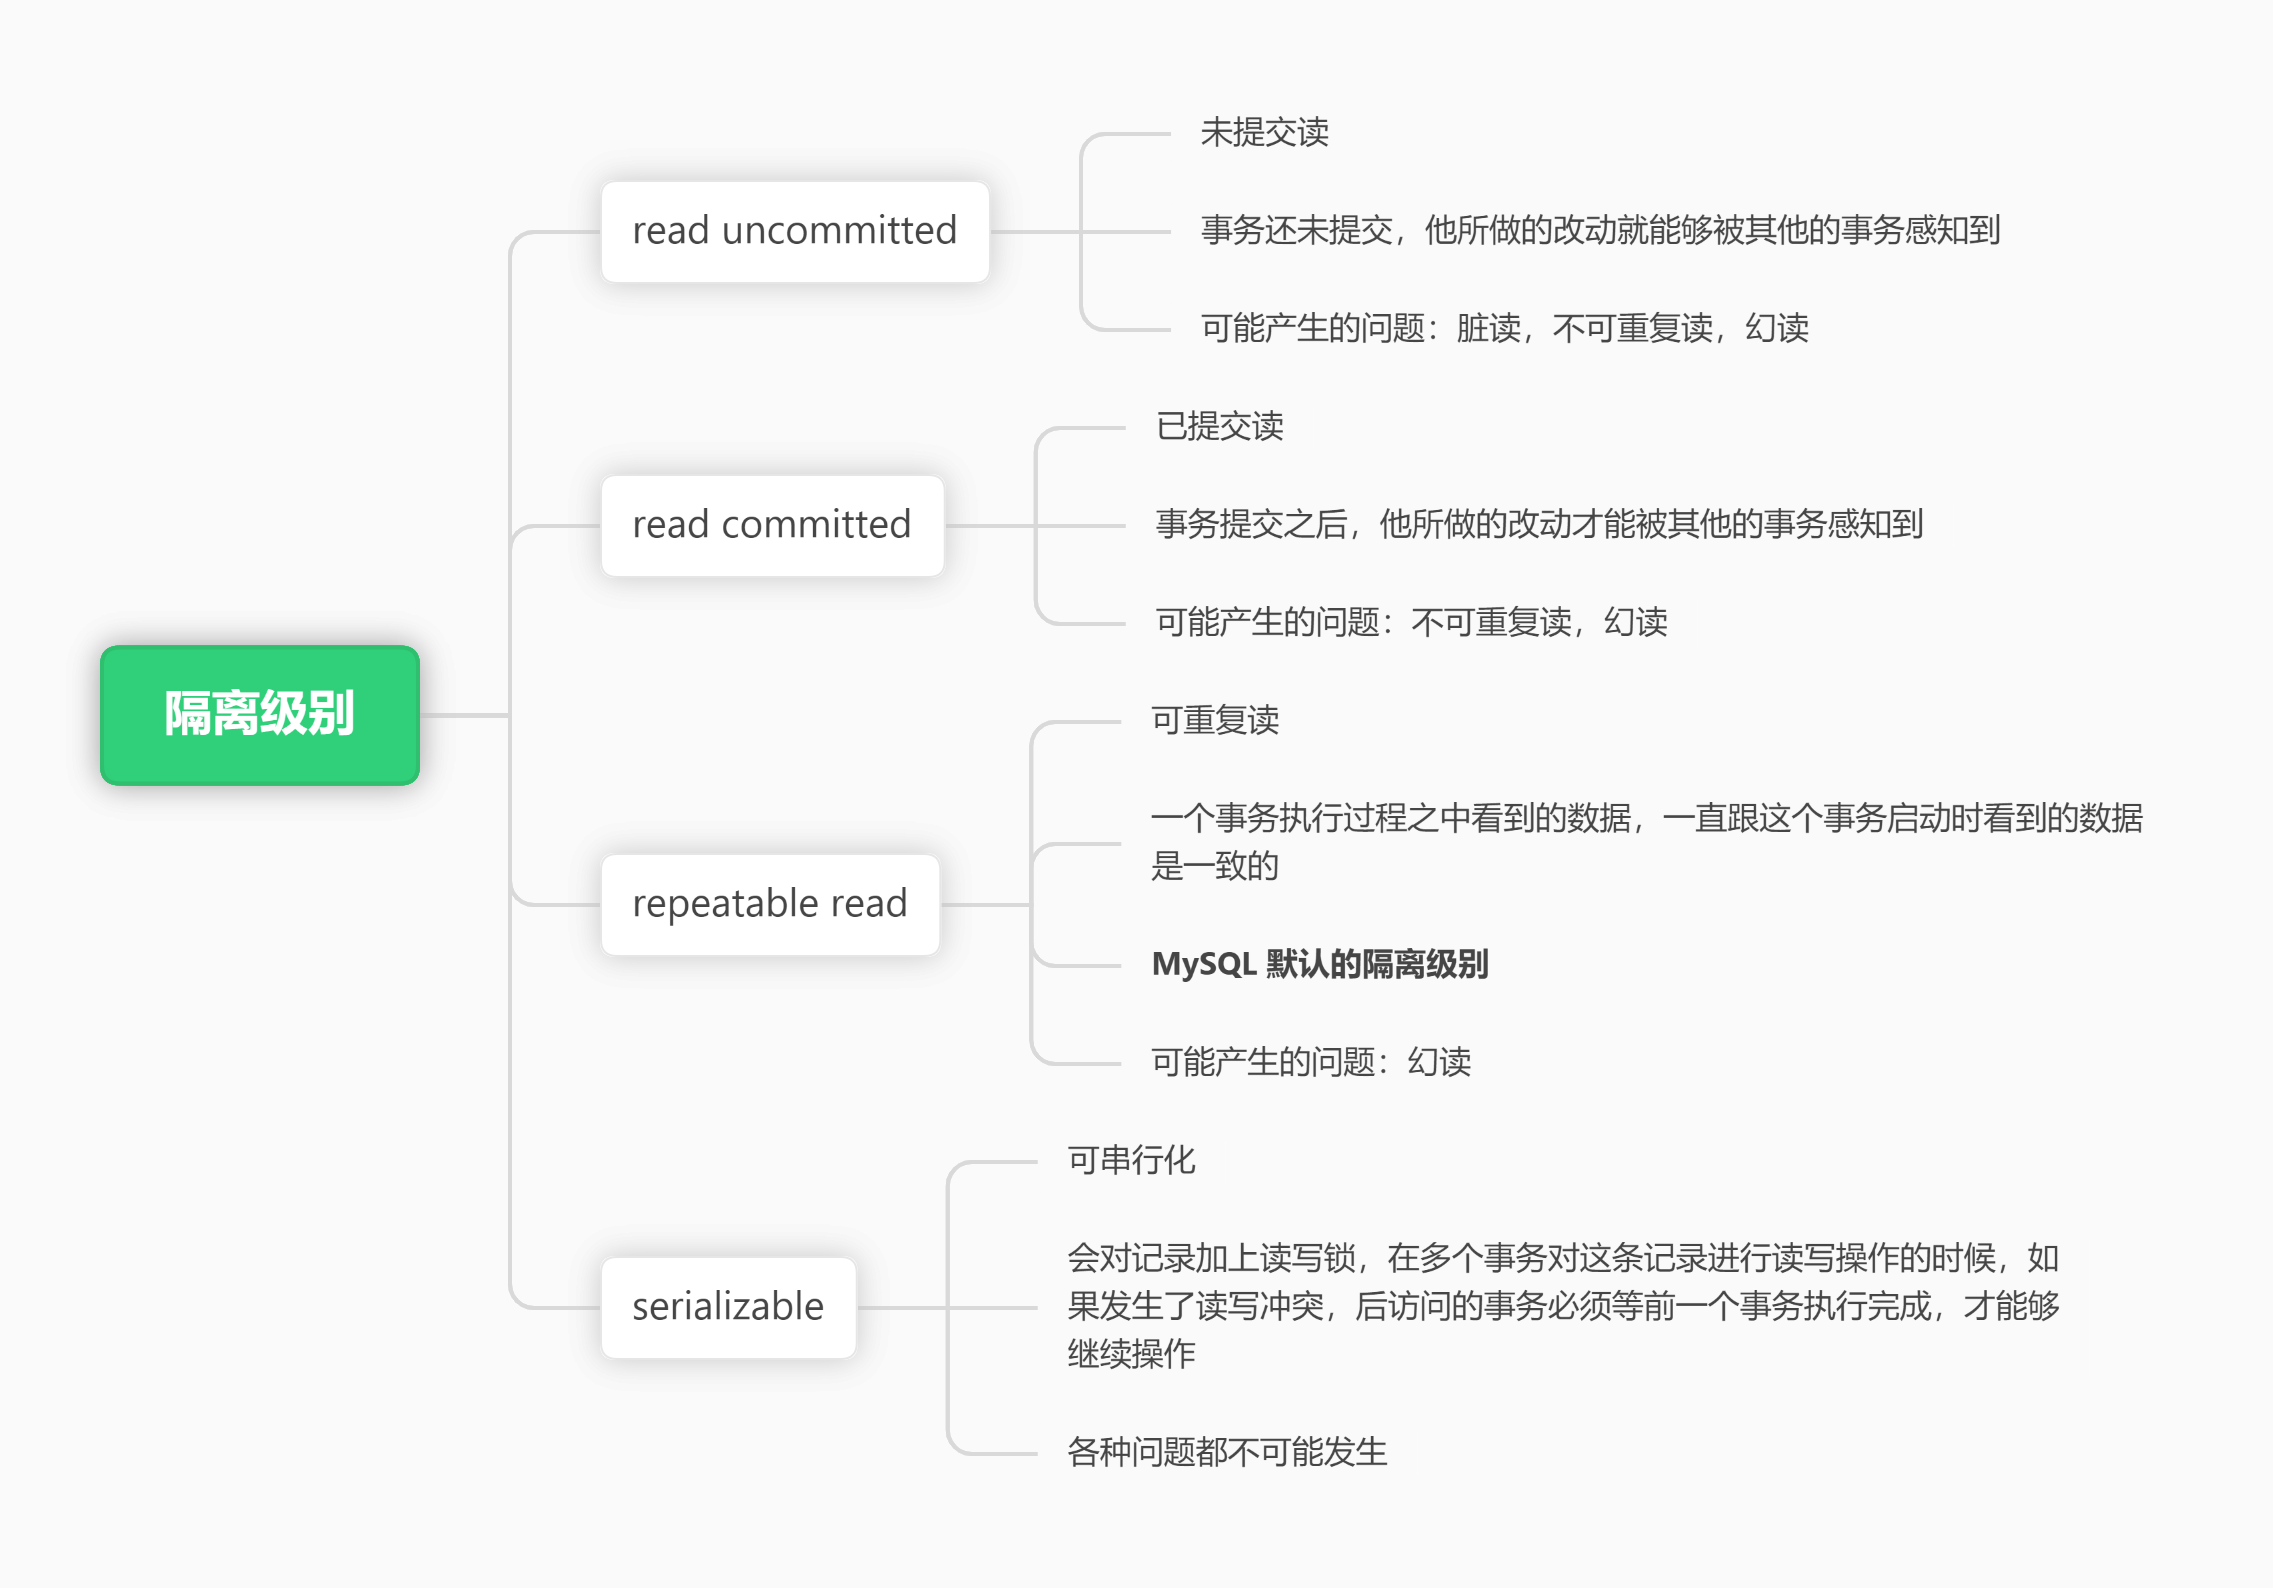 隔离级别
read uncommitted
未提交读
事务还未提交，他所做的改动就能够被其他的事务感知到
可能产生的问题：脏读，不可重复读，幻读
read committed
已提交读
事务提交之后，他所做的改动才能被其他的事务感知到
可能产生的问题：不可重复读，幻读
repeatable read
可重复读
一个事务执行过程之中看到的数据，一直跟这个事务启动时看到的数据
是一致的
MySQL 默认的隔离级别
可能产生的问题：幻读
serializable
可串行化
会对记录加上读写锁，在多个事务对这条记录进行读写操作的时候，如
果发生了读写冲突，后访问的事务必须等前一个事务执行完成，才能够
继续操作
各种问题都不可能发生